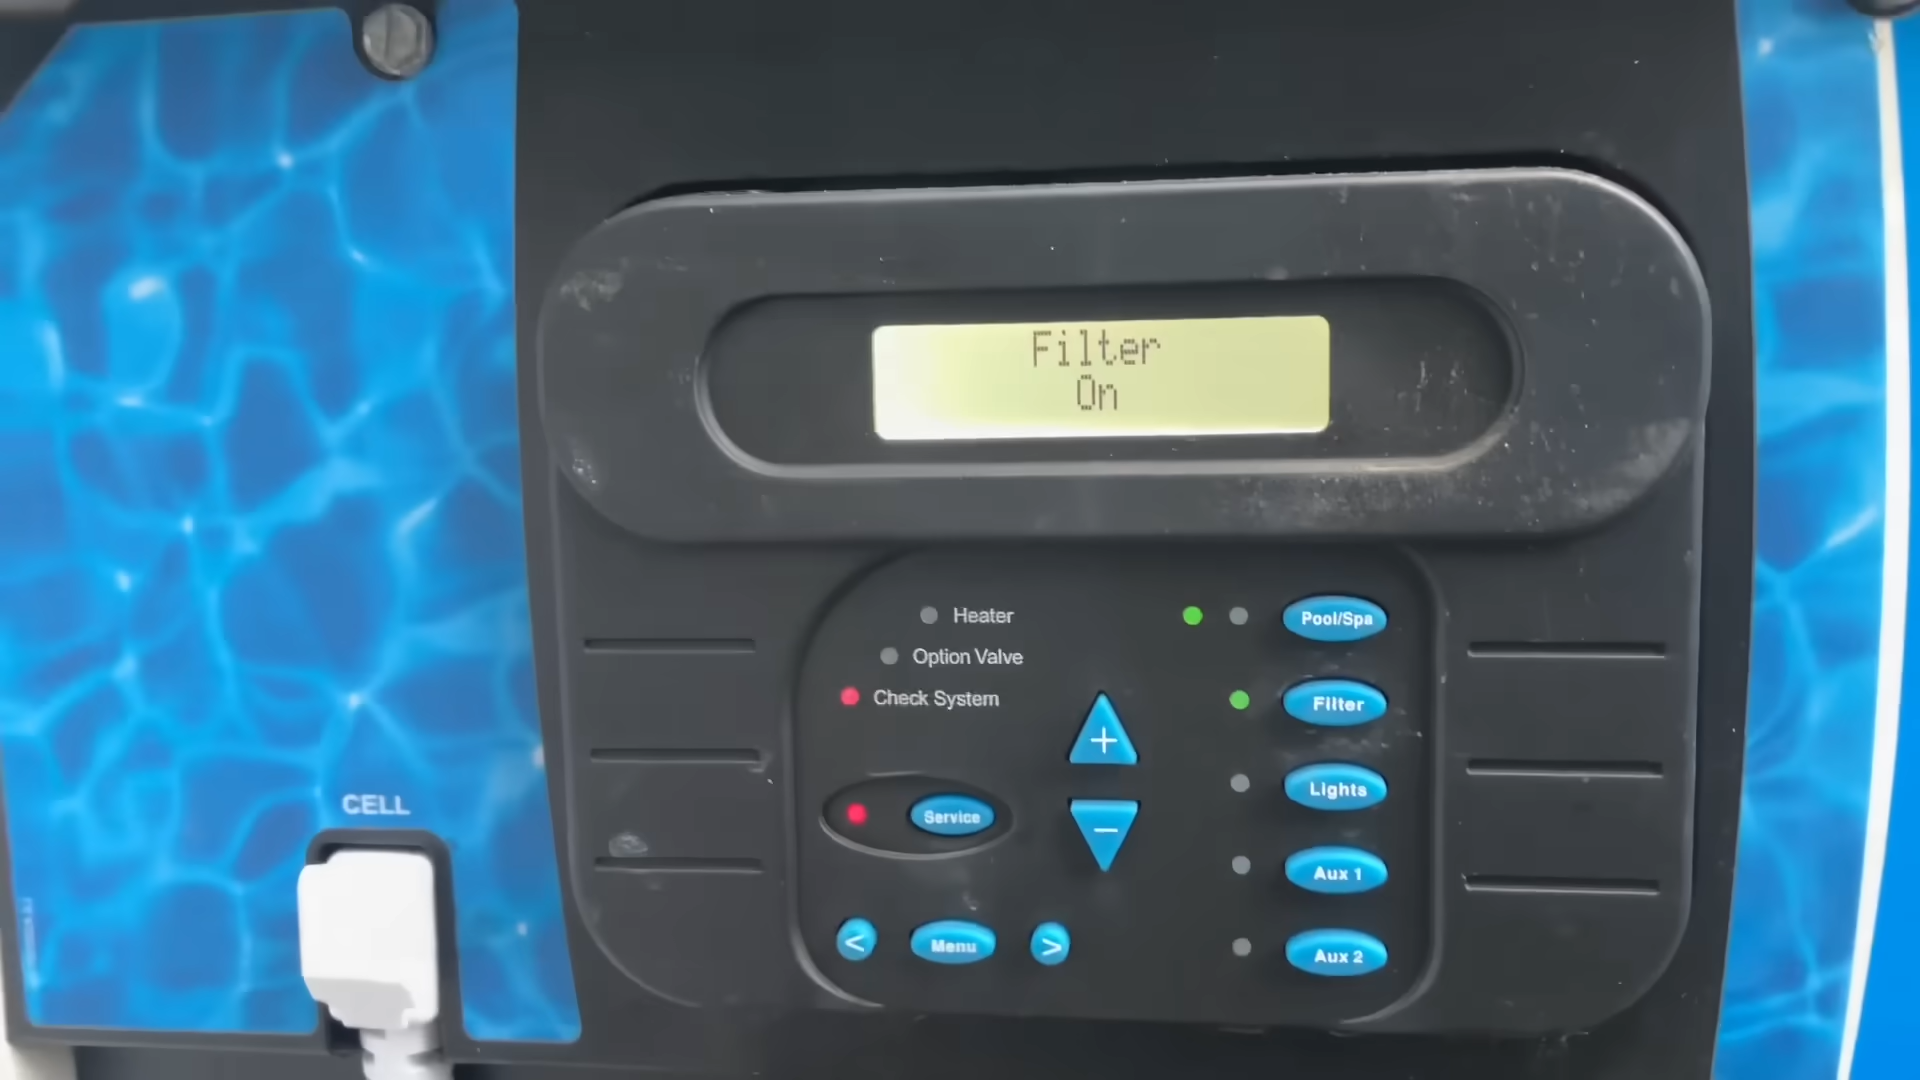 Filter
On
Heater
Option Valve
Check System
Pool/Spa
Filter
+
Lights
−
Service
Aux 1
< Menu >
Aux 2
CELL